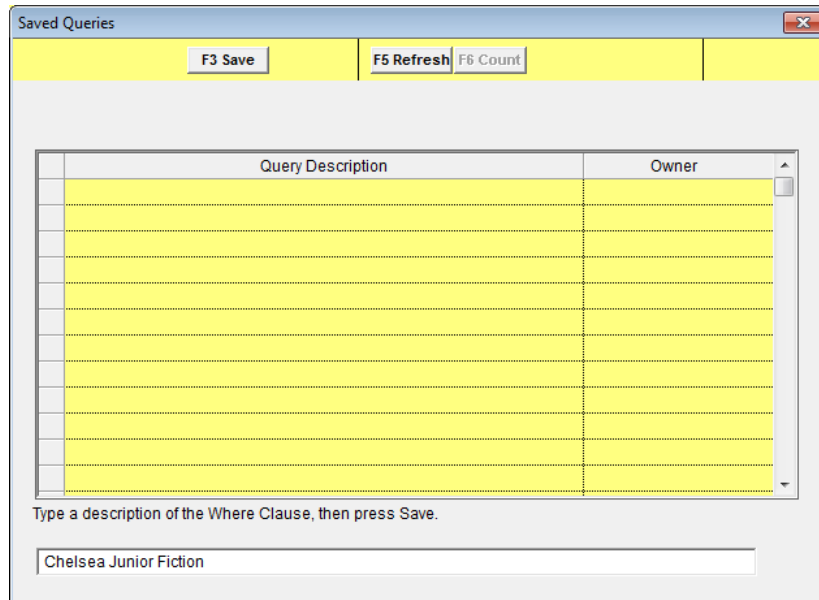 Saved Queries
F3 Save F5 Refresh F6 Count
Query Description Owner
Type a description of the Where Clause, then press Save.
Chelsea Junior Fiction